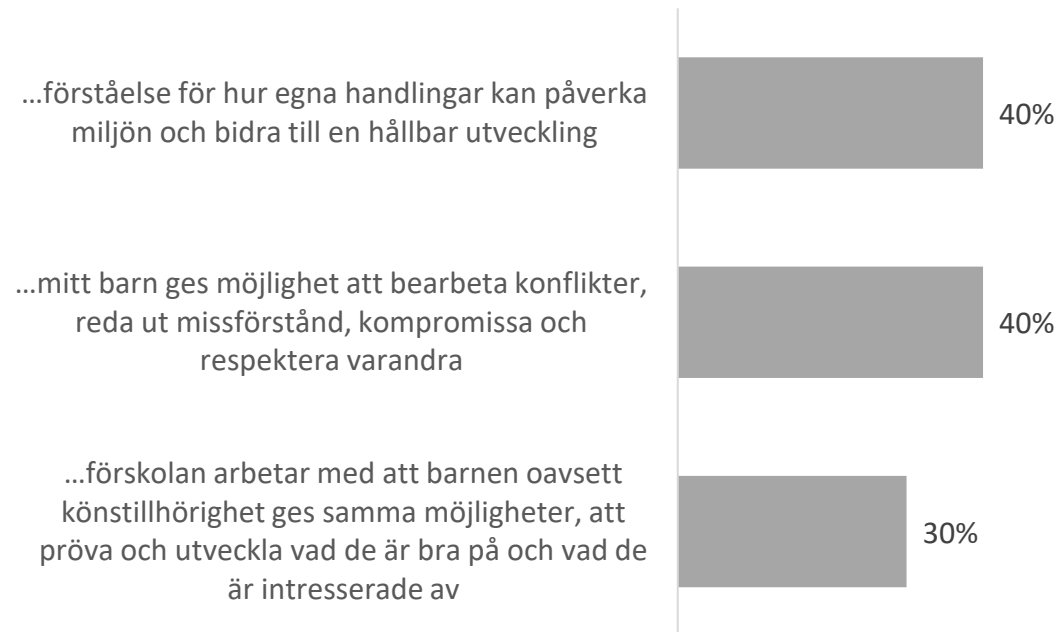 …förståelse för hur egna handlingar kan påverka
miljön och bidra till en hållbar utveckling
40%
…mitt barn ges möjlighet att bearbeta konflikter,
reda ut missförstånd, kompromissa och
respektera varandra
40%
…förskolan arbetar med att barnen oavsett
könstillhörighet ges samma möjligheter, att
pröva och utveckla vad de är bra på och vad de
är intresserade av
30%